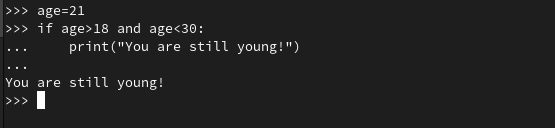 >>> age=21
>>> if age>18 and age<30:
...     print("You are still young!")
...
You are still young!
>>>